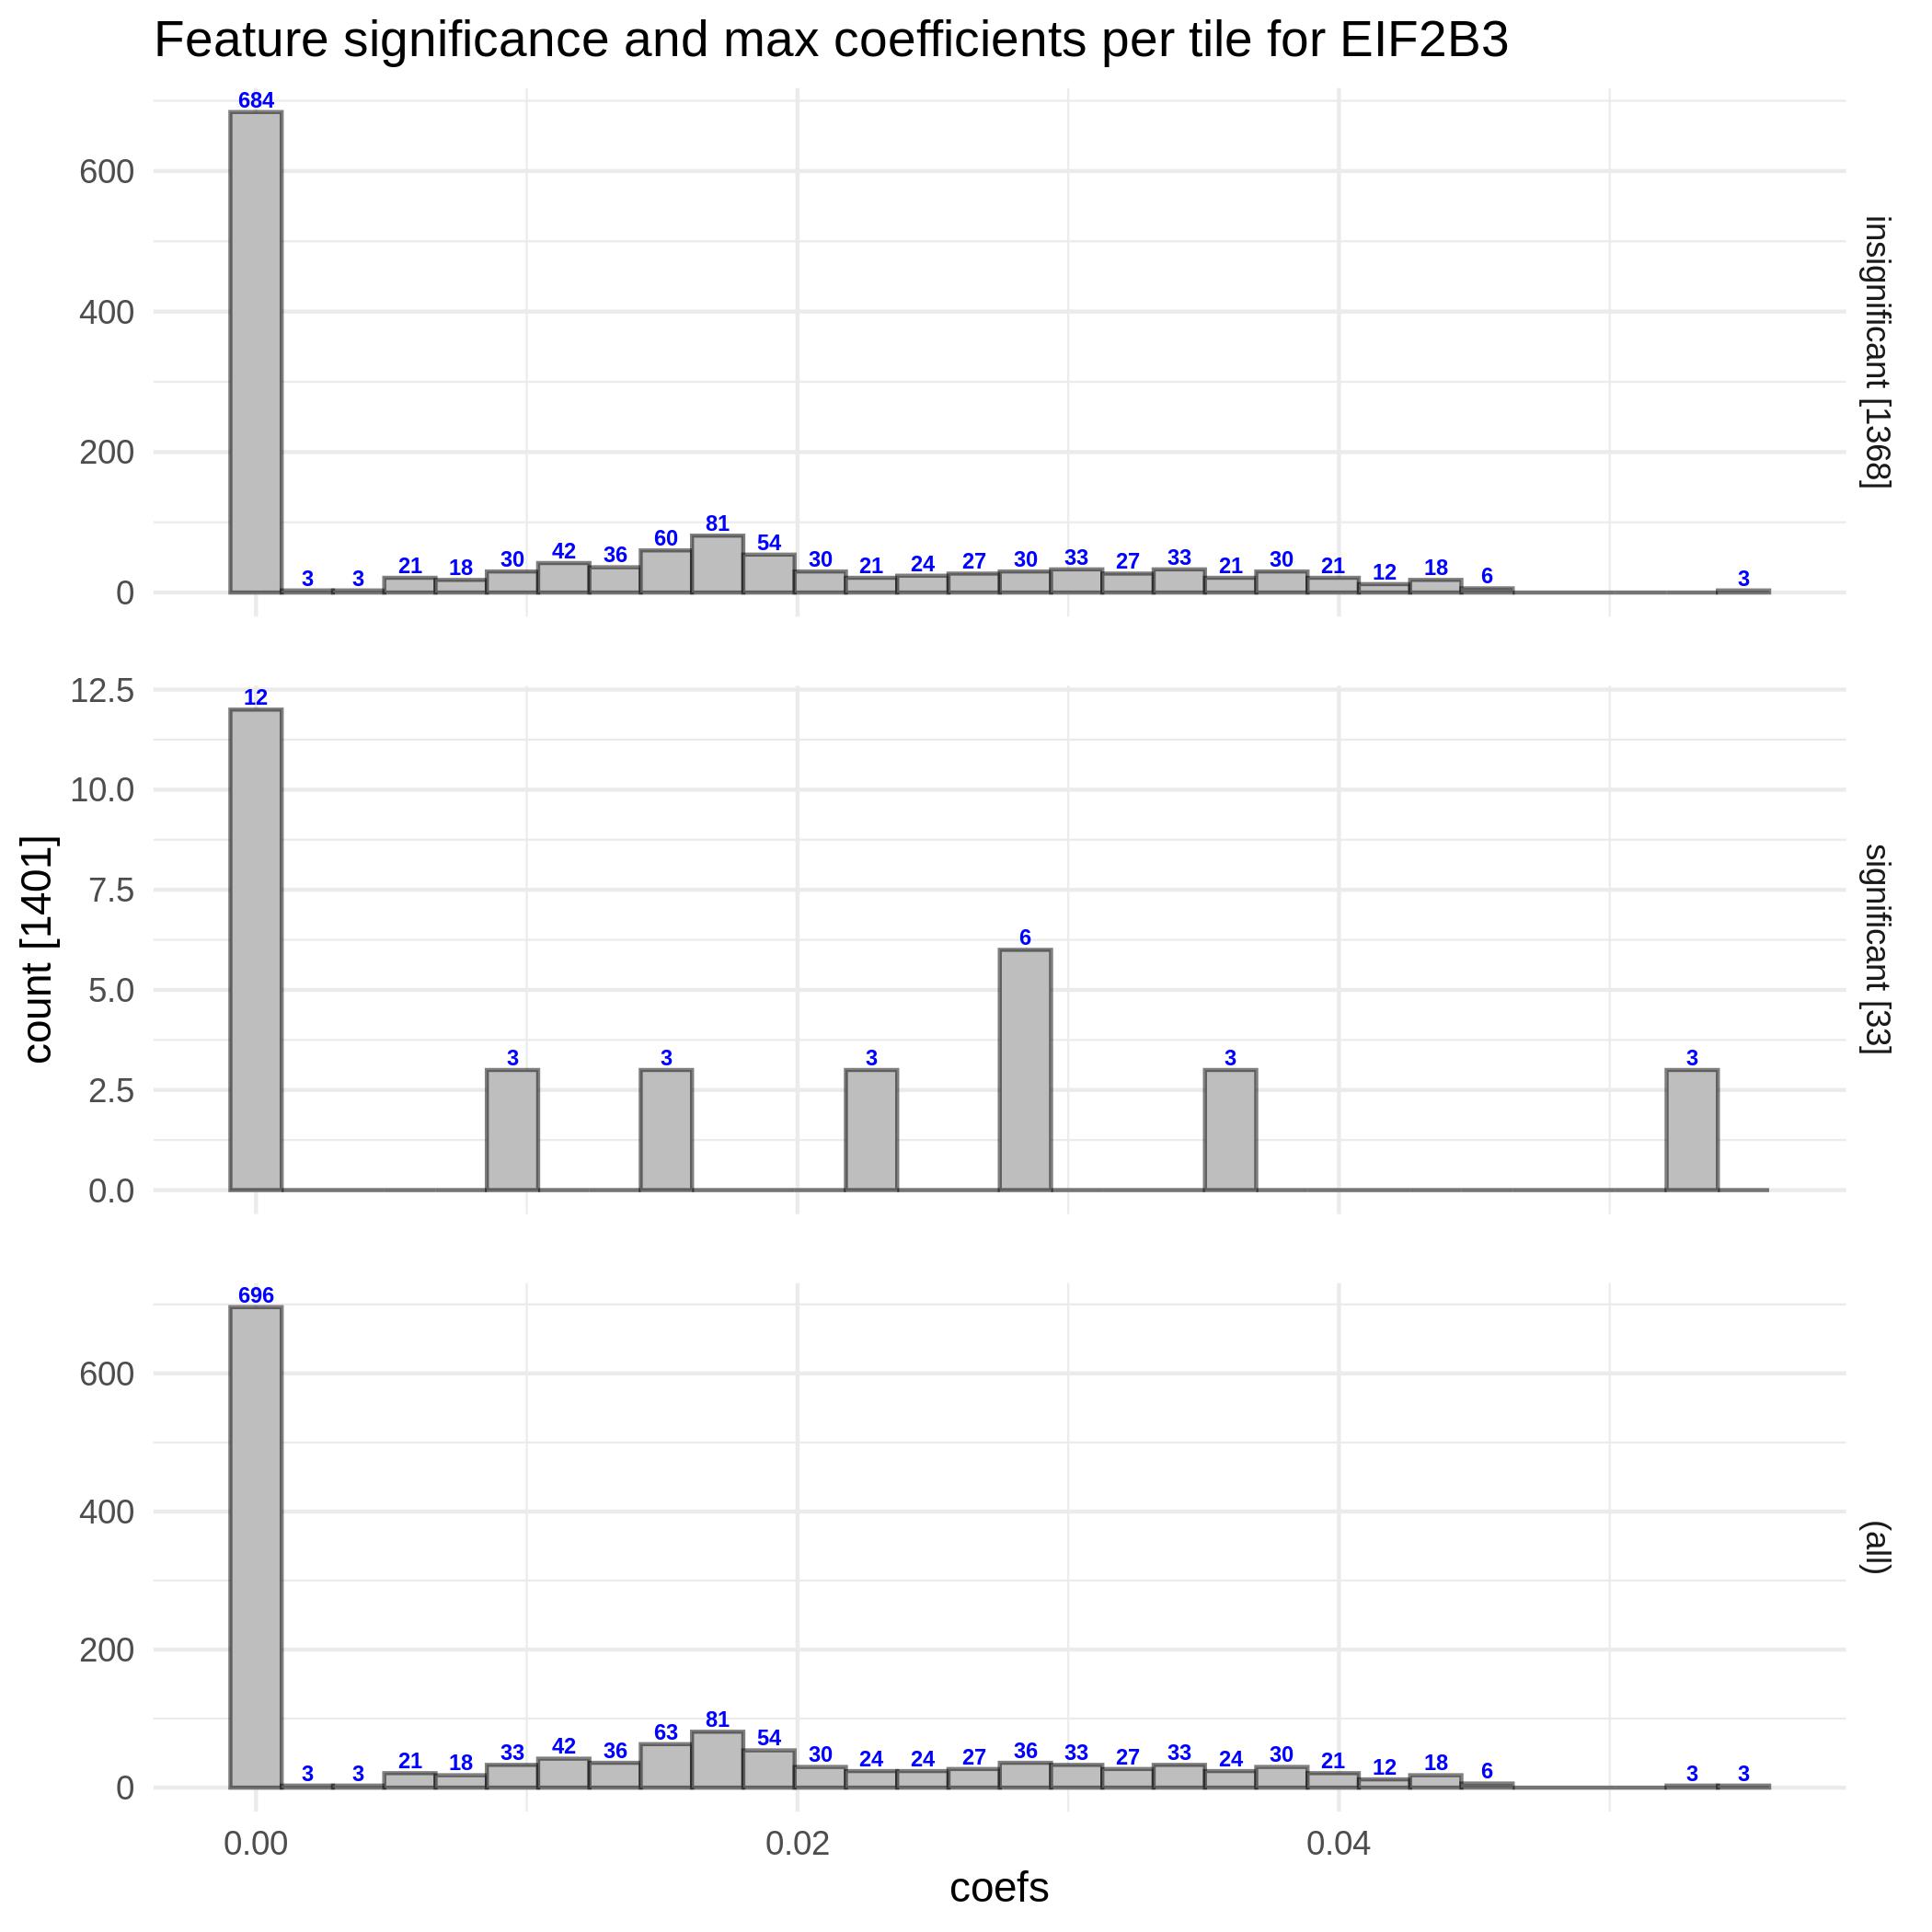 Feature significance and max coefficients per tile for EIF2B3
684
600
400
200
0
3 3 21 18 30 42 36 60 81 54 30 21 24 27 30 33 27 33 21 30 21 12 18 6 3
insignificant [1368]
12.5
10.0
7.5
5.0
2.5
0.0
12 3 3 3 6 3 3
significant [33]
count [1401]
696
600
400
200
0
3 3 21 18 33 42 36 63 81 54 30 24 24 27 36 33 27 33 24 30 21 12 18 6 3 3
(all)
0.00 0.02 0.04
coefs